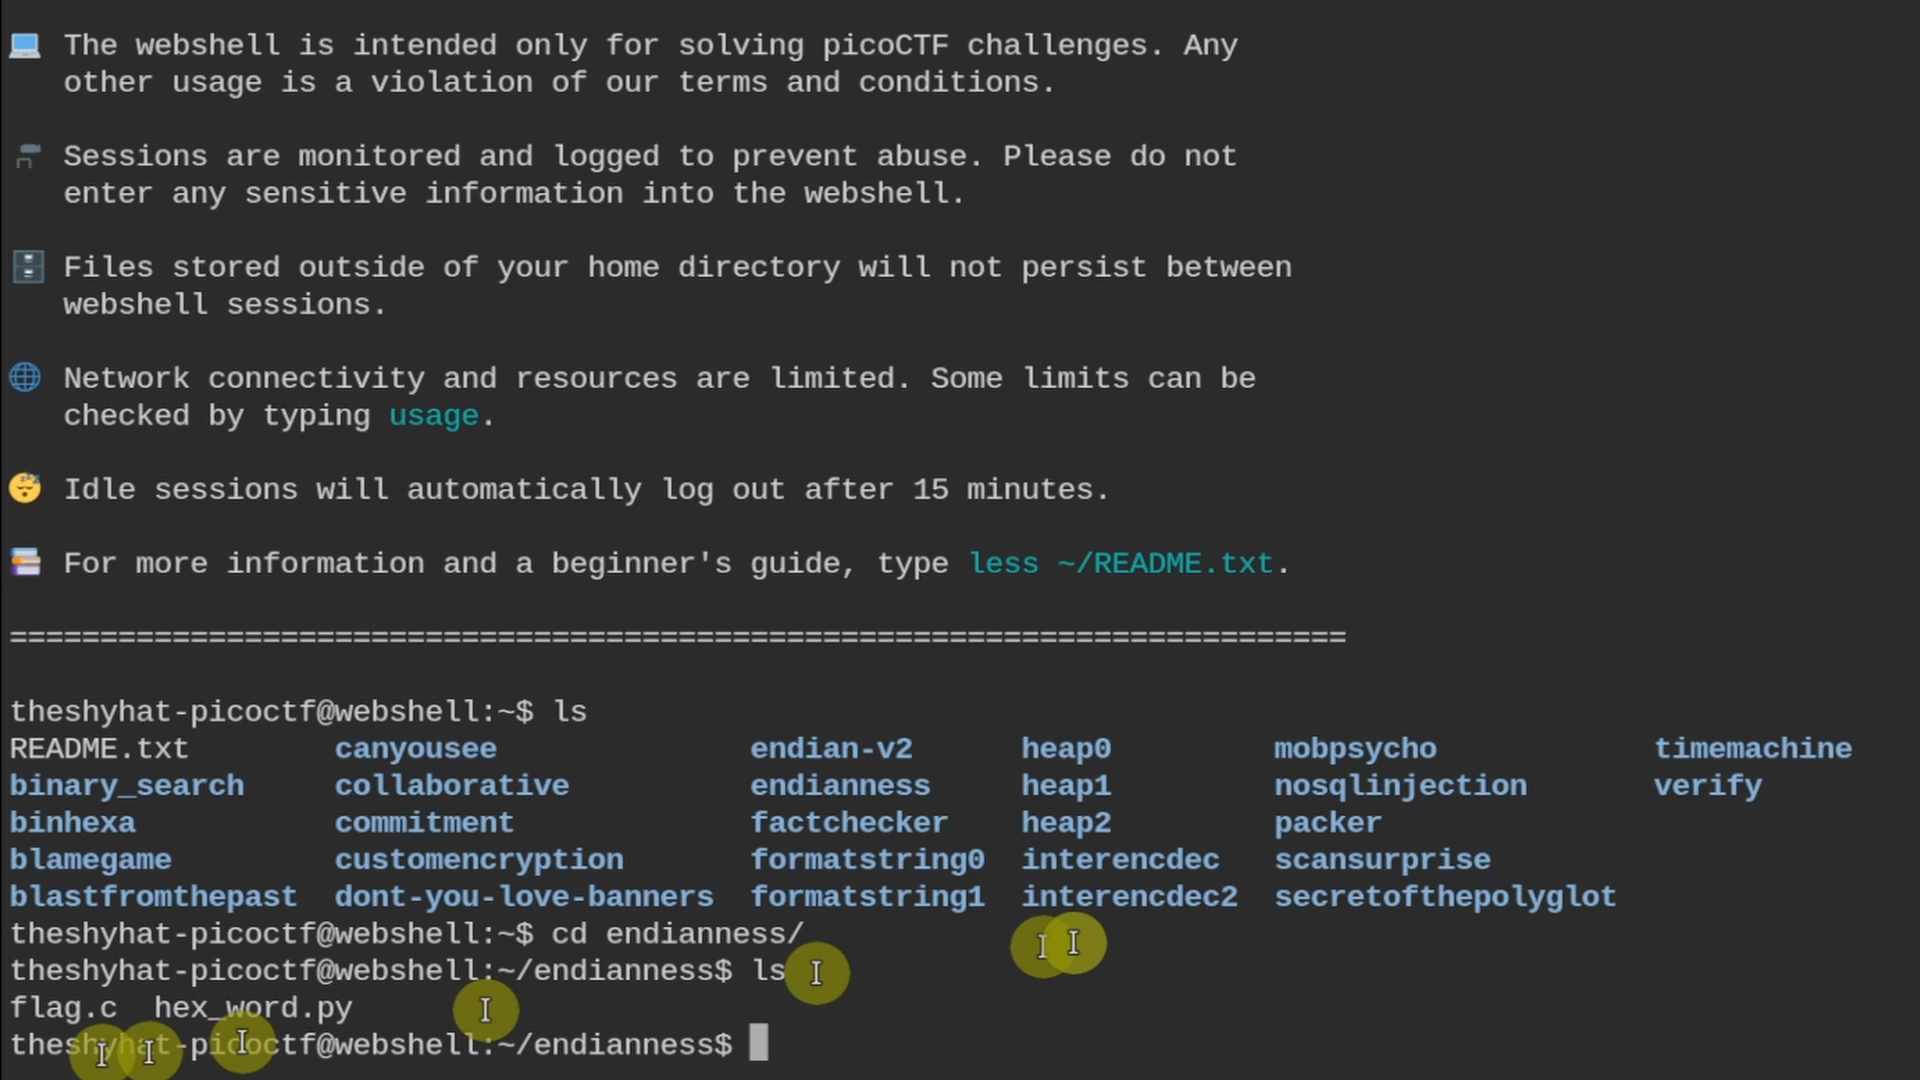 The webshell is intended only for solving picoCTF challenges. Any
other usage is a violation of our terms and conditions.
Sessions are monitored and logged to prevent abuse. Please do not
enter any sensitive information into the webshell.
Files stored outside of your home directory will not persist between
webshell sessions.
Network connectivity and resources are limited. Some limits can be
checked by typing usage.
Idle sessions will automatically log out after 15 minutes.
For more information and a beginner's guide, type less ~/README.txt.
==========================================================================
theshyhat-picoctf@webshell:~$ ls
README.txt canyousee endian-v2 heap0 mobpsycho timemachine
binary_search collaborative endianness heap1 nosqlinjection verify
binhexa commitment factchecker heap2 packer
blamegame customencryption formatstring0 interencdec scansurprise
blastfromthepast dont-you-love-banners formatstring1 interencdec2 secretofthepolyglot
theshyhat-picoctf@webshell:~$ cd endianness/
theshyhat-picoctf@webshell:~/endianness$ ls
flag.c hex_word.py
theshyhat-picoctf@webshell:~/endianness$